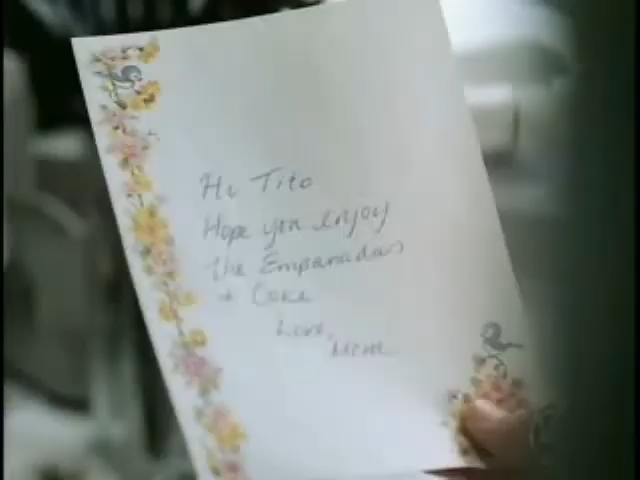 Hi Tito
Hope you enjoy
the Empanadas
+ Coke
Love,
Mom